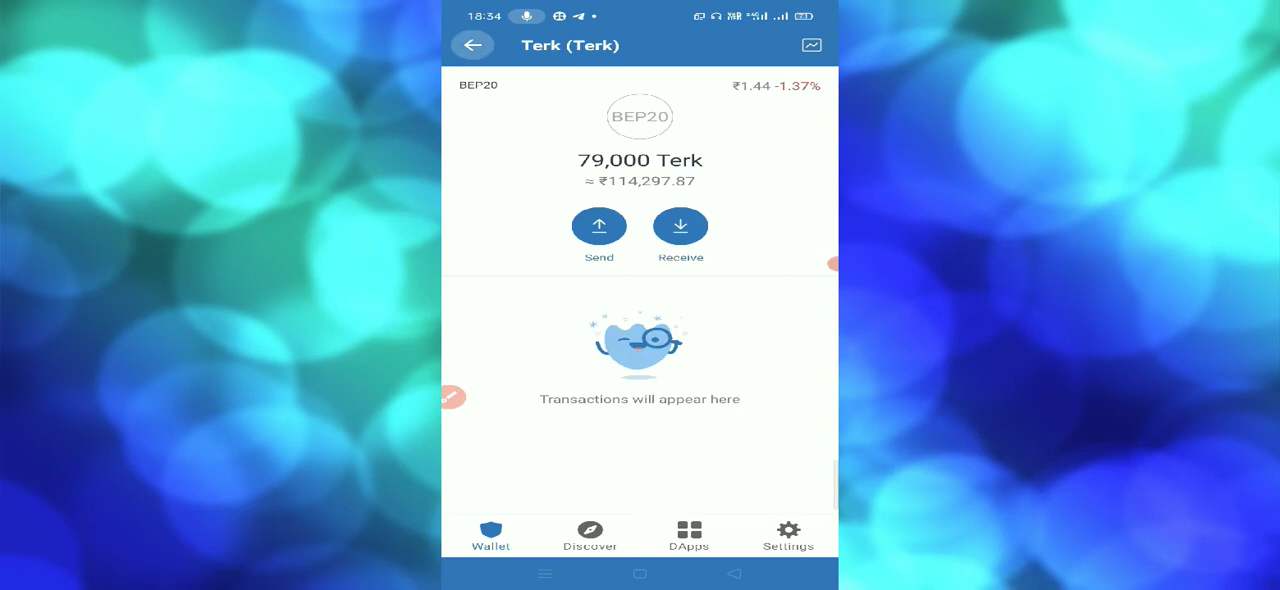 18:34
Terk (Terk)
BEP20
₹1.44 -1.37%
BEP20
79,000 Terk
≈ ₹114,297.87
Send
Receive
Transactions will appear here
Wallet
Discover
DApps
Settings